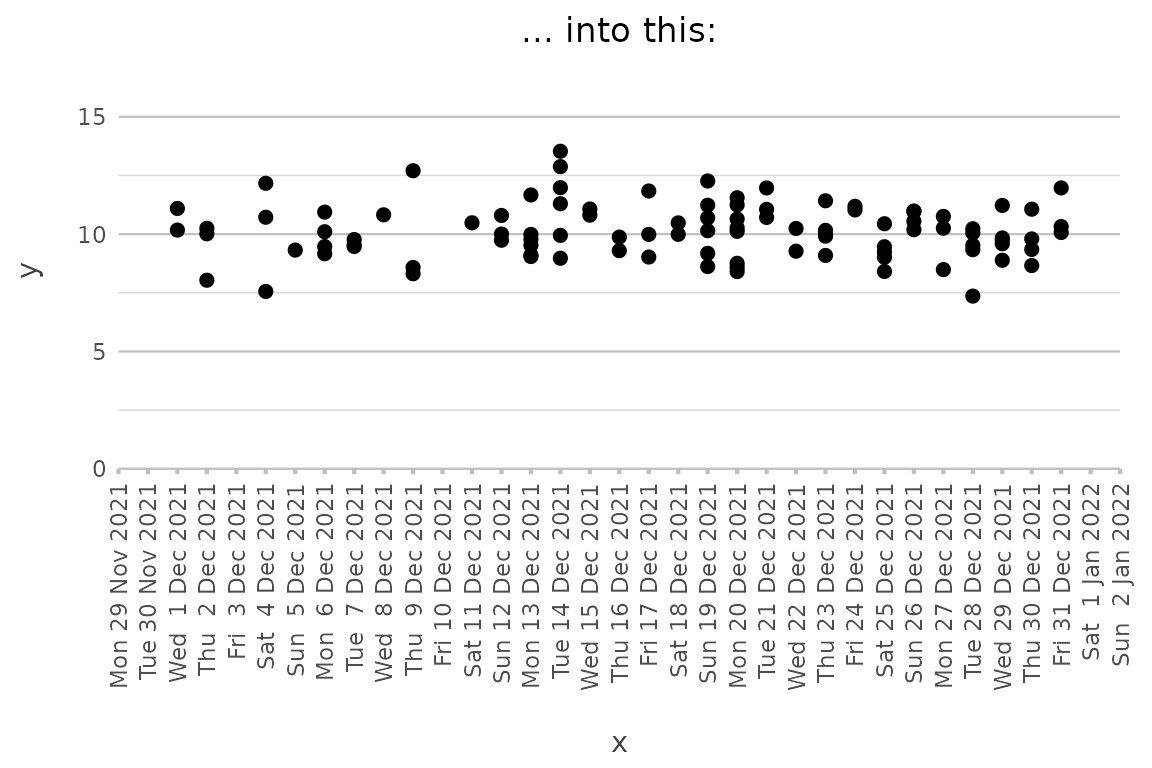 ... into this:
15
10
5
0
y
Mon 29 Nov 2021
Tue 30 Nov 2021
Wed  1 Dec 2021
Thu  2 Dec 2021
Fri  3 Dec 2021
Sat  4 Dec 2021
Sun  5 Dec 2021
Mon  6 Dec 2021
Tue  7 Dec 2021
Wed  8 Dec 2021
Thu  9 Dec 2021
Fri 10 Dec 2021
Sat 11 Dec 2021
Sun 12 Dec 2021
Mon 13 Dec 2021
Tue 14 Dec 2021
Wed 15 Dec 2021
Thu 16 Dec 2021
Fri 17 Dec 2021
Sat 18 Dec 2021
Sun 19 Dec 2021
Mon 20 Dec 2021
Tue 21 Dec 2021
Wed 22 Dec 2021
Thu 23 Dec 2021
Fri 24 Dec 2021
Sat 25 Dec 2021
Sun 26 Dec 2021
Mon 27 Dec 2021
Tue 28 Dec 2021
Wed 29 Dec 2021
Thu 30 Dec 2021
Fri 31 Dec 2021
Sat  1 Jan 2022
Sun  2 Jan 2022
x